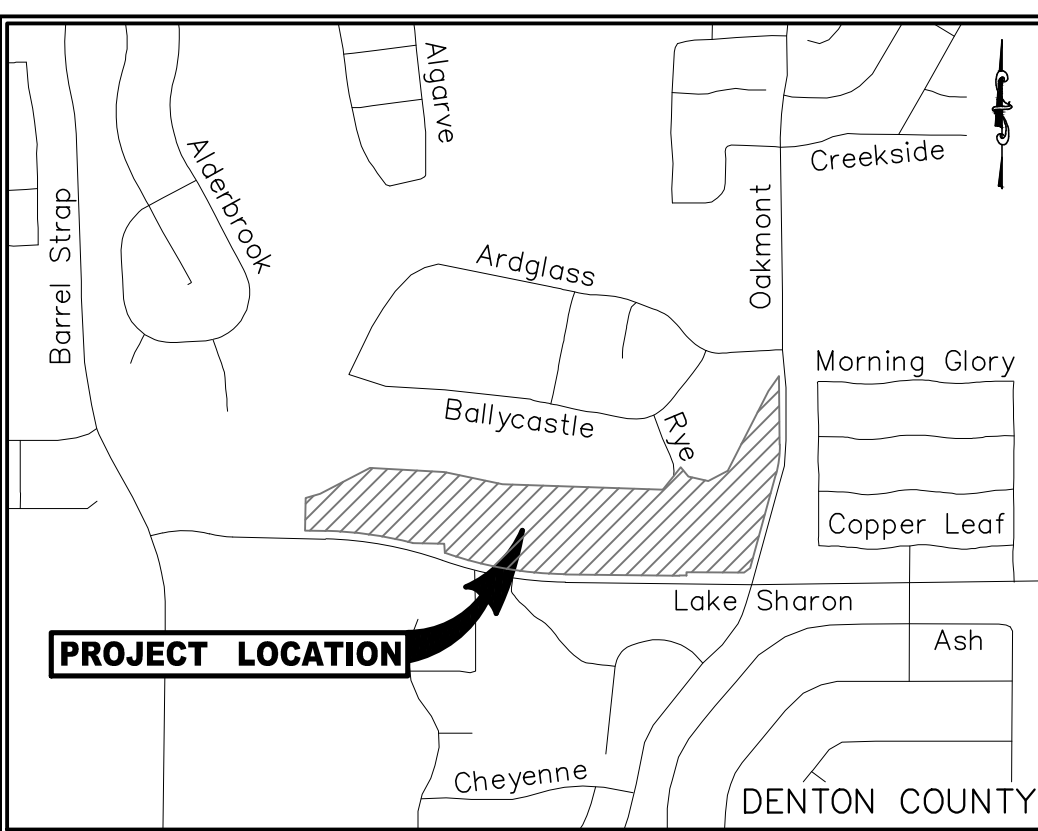 Algarve
Creekside
Alderbrook
Barrel Strap
Oakmont
Ardglass
Morning Glory
Ballycastle
Rye
Copper Leaf
Lake Sharon
Ash
PROJECT LOCATION
Cheyenne
DENTON COUNTY